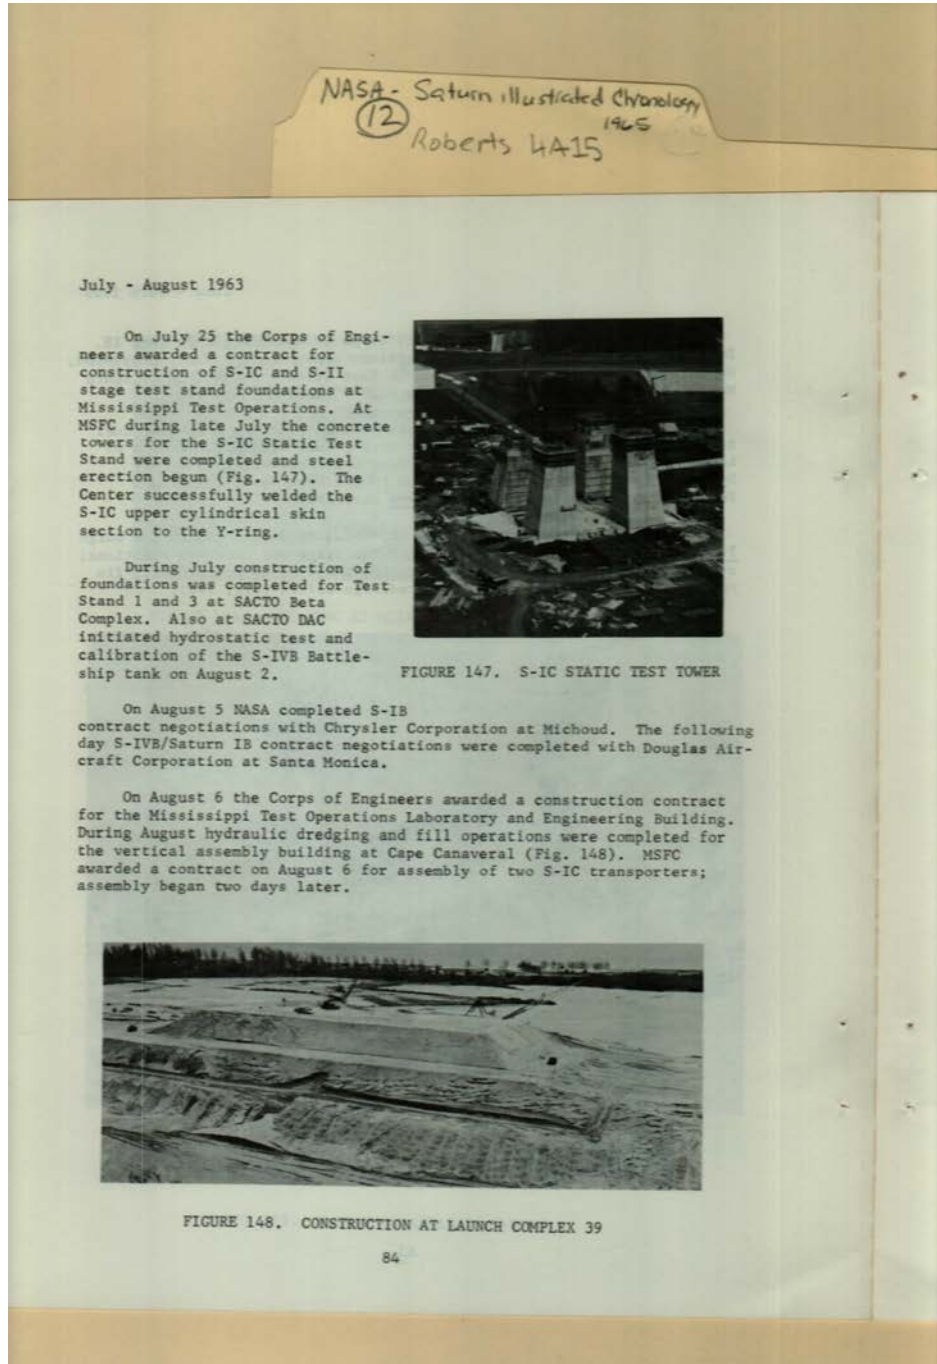 NASA - Saturn illustrated Chronology
12
1965
Roberts 4A15
July - August 1963
On July 25 the Corps of Engi-
neers awarded a contract for
construction of S-IC and S-II
stage test stand foundations at
Mississippi Test Operations. At
MSFC during late July the concrete
towers for the S-IC Static Test
Stand were completed and steel
erection begun (Fig. 147). The
Center successfully welded the
S-IC upper cylindrical skin
section to the Y-ring.
During July construction of
foundations was completed for Test
Stand 1 and 3 at SACTO Beta
Complex. Also at SACTO DAC
initiated hydrostatic test and
calibration of the S-IVB Battle-
ship tank on August 2.
FIGURE 147. S-IC STATIC TEST TOWER
On August 5 NASA completed S-IB
contract negotiations with Chrysler Corporation at Michoud. The following
day S-IVB/Saturn IB contract negotiations were completed with Douglas Air-
craft Corporation at Santa Monica.
On August 6 the Corps of Engineers awarded a construction contract
for the Mississippi Test Operations Laboratory and Engineering Building.
During August hydraulic dredging and fill operations were completed for
the vertical assembly building at Cape Canaveral (Fig. 148). MSFC
awarded a contract on August 6 for assembly of two S-IC transporters;
assembly began two days later.
FIGURE 148. CONSTRUCTION AT LAUNCH COMPLEX 39
84